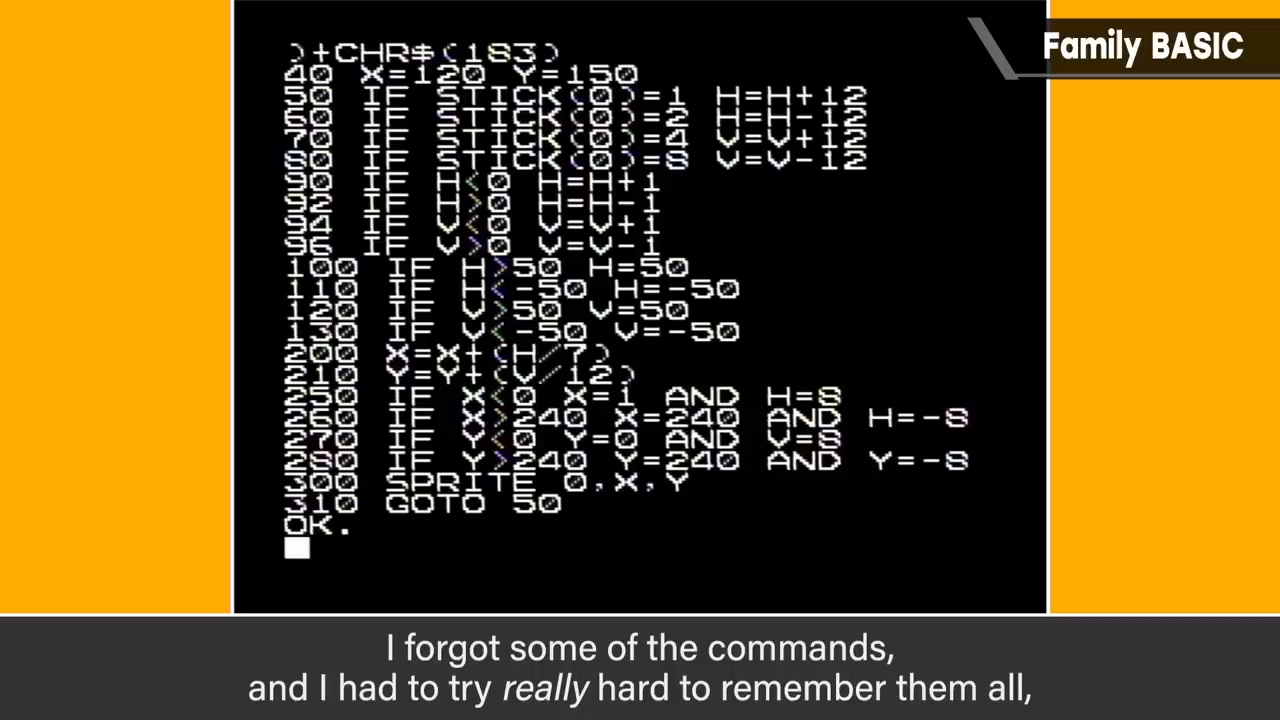 Family BASIC
)+CHR$(183)
40 X=120 Y=150
50 IF STICK(0)=1 H=H+12
60 IF STICK(0)=2 H=H-12
70 IF STICK(0)=4 V=V+12
80 IF STICK(0)=8 V=V-12
90 IF H<0 H=H+1
92 IF H>0 H=H-1
94 IF V<0 V=V+1
96 IF V>0 V=V-1
100 IF H>50 H=50
110 IF H<-50 H=-50
120 IF V>50 V=50
130 IF V<-50 V=-50
200 X=X+(H/7)
210 Y=Y+(V/12)
250 IF X<0 X=1 AND H=8
260 IF X>240 X=240 AND H=-8
270 IF Y<0 Y=0 AND V=8
280 IF Y>240 Y=240 AND Y=-8
300 SPRITE 0,X,Y
310 GOTO 50
OK.
I forgot some of the commands,
and I had to try really hard to remember them all,